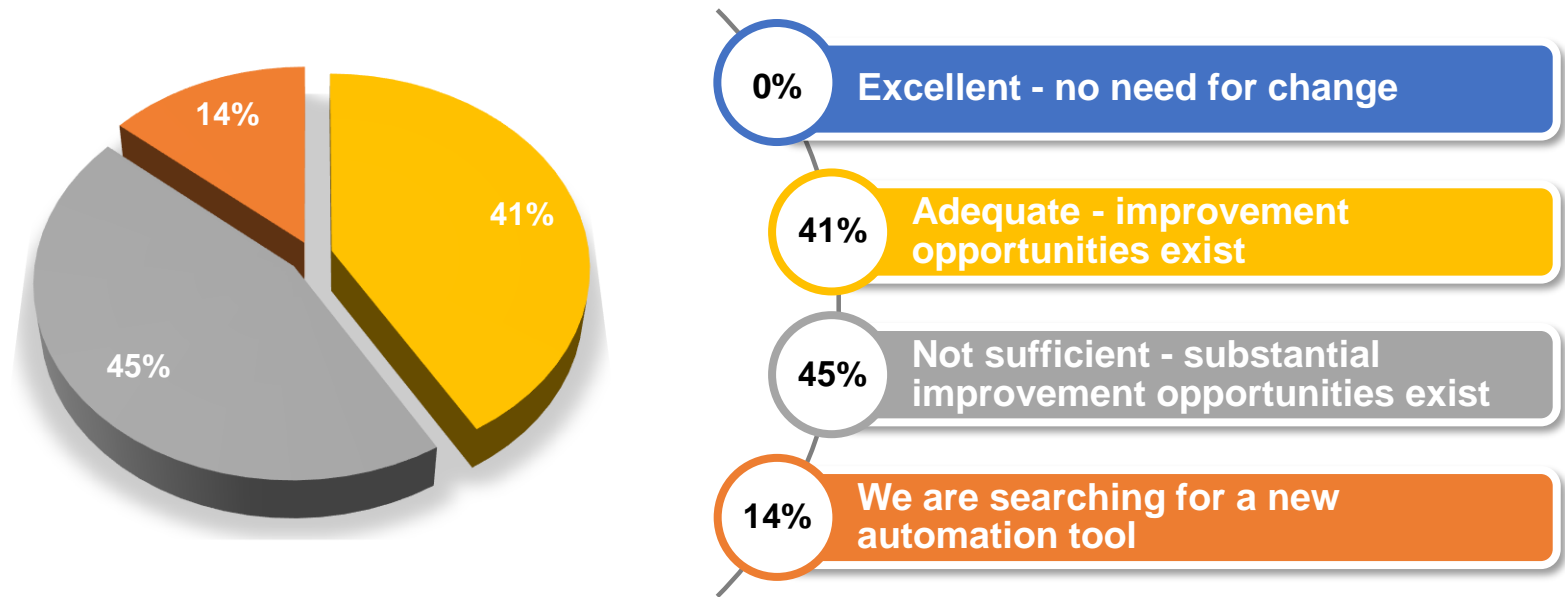 14%
41%
45%
0%
Excellent - no need for change
41%
Adequate - improvement
opportunities exist
45%
Not sufficient - substantial
improvement opportunities exist
14%
We are searching for a new
automation tool